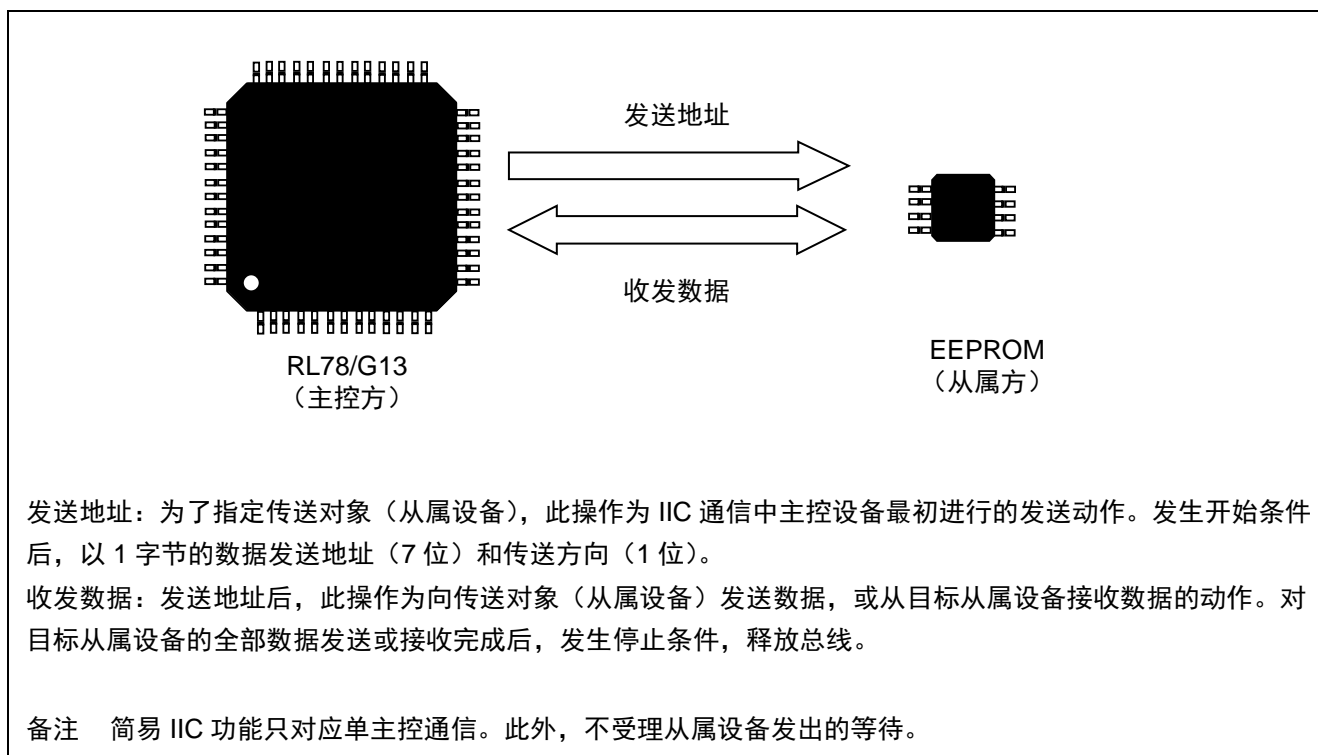 发送地址
收发数据
RL78/G13
（主控方）
EEPROM
（从属方）
发送地址：为了指定传送对象（从属设备），此操作为 IIC 通信中主控设备最初进行的发送动作。发生开始条件
后，以 1 字节的数据发送地址（7 位）和传送方向（1 位）。
收发数据：发送地址后，此操作为向传送对象（从属设备）发送数据，或从目标从属设备接收数据的动作。对
目标从属设备的全部数据发送或接收完成后，发生停止条件，释放总线。
备注 简易 IIC 功能只对应单主控通信。此外，不受理从属设备发出的等待。